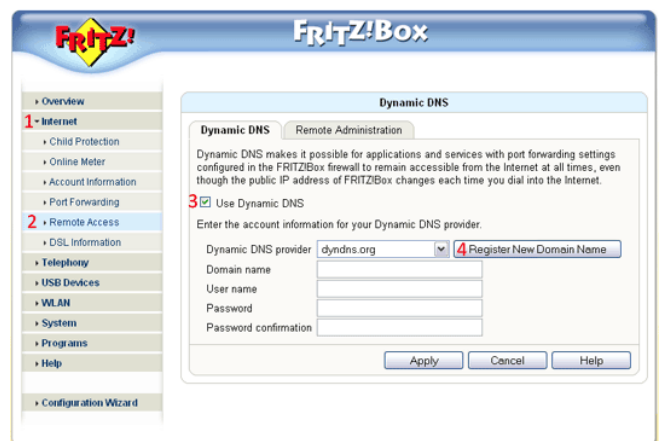 FRITZ!
FRITZ!Box
Overview
1 Internet
Child Protection
Online Meter
Account Information
Port Forwarding
2 Remote Access
DSL Information
Telephony
USB Devices
WLAN
System
Programs
Help
Configuration Wizard
Dynamic DNS
Dynamic DNS Remote Administration
Dynamic DNS makes it possible for applications and services with port forwarding settings
configured in the FRITZ!Box firewall to remain accessible from the Internet at all times, even
though the public IP address of FRITZ!Box changes each time you dial into the Internet.
3 Use Dynamic DNS
Enter the account information for your Dynamic DNS provider.
Dynamic DNS provider dyndns.org 4 Register New Domain Name
Domain name
User name
Password
Password confirmation
Apply Cancel Help